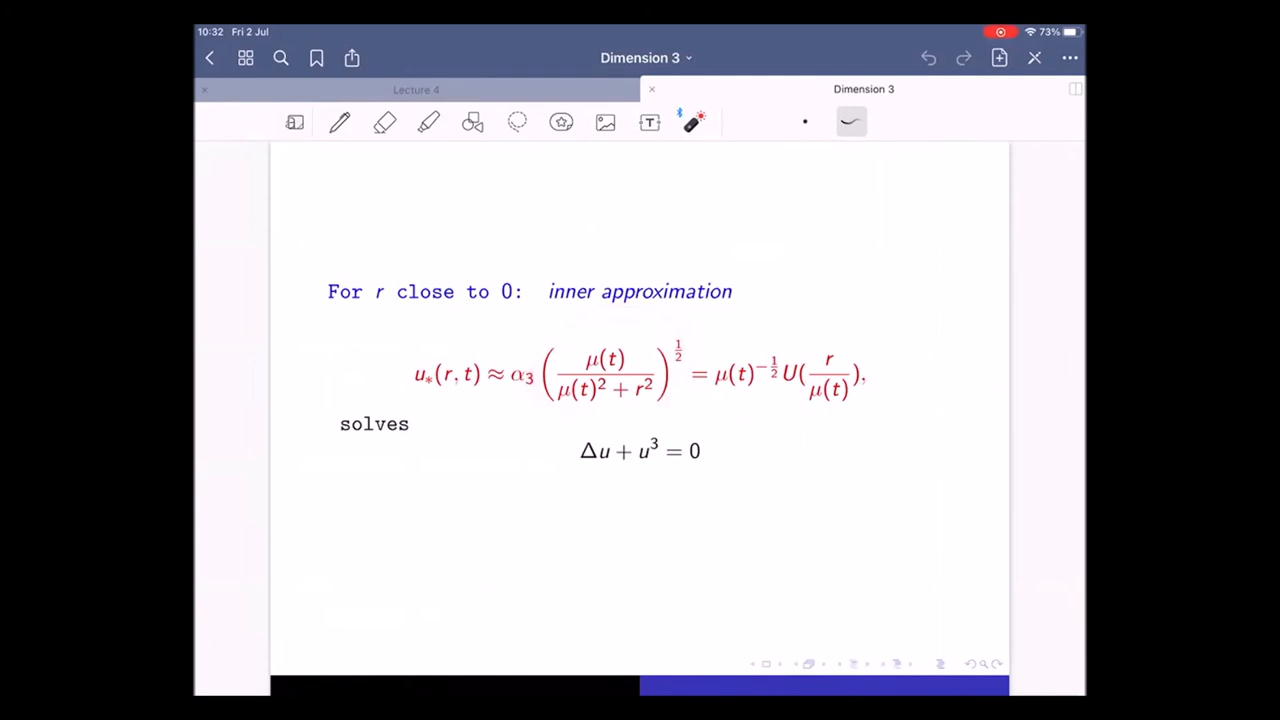 10:32 Fri 2 Jul 73%
Dimension 3
Lecture 4
Dimension 3
For r close to 0: inner approximation
u_*(r, t) ≈ α_3 ( μ(t) / (μ(t)^2 + r^2) )^{1/2} = μ(t)^{-1/2} U( r / μ(t) ),
solves
Δu + u^3 = 0